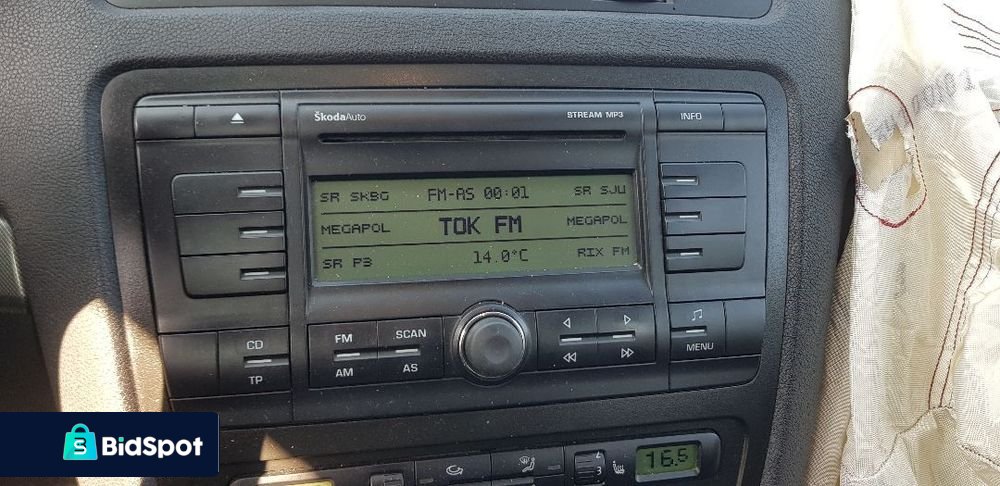 ŠkodaAuto
STREAM MP3
INFO
SR SKBG
FM-AS 00:01
SR SJU
MEGAPOL
TOK FM
MEGAPOL
SR P3
14.0°C
RIX FM
CD
TP
FM
AM
SCAN
AS
MENU
16.5
3
BidSpot